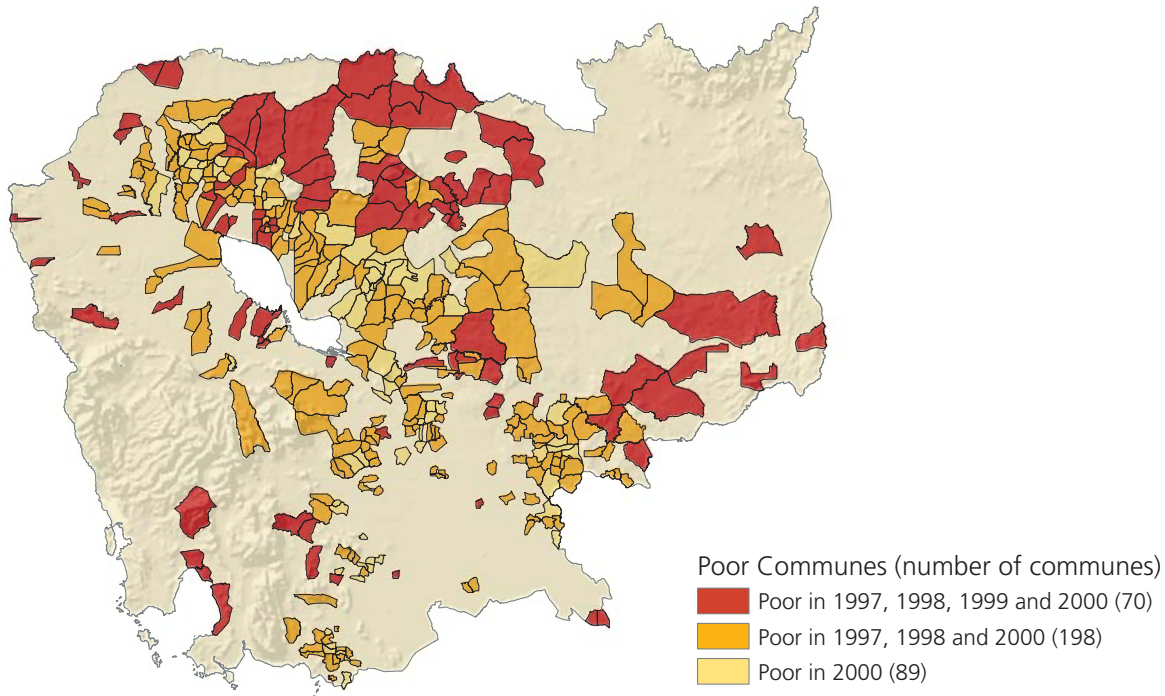 Poor Communes (number of communes)
Poor in 1997, 1998, 1999 and 2000 (70)
Poor in 1997, 1998 and 2000 (198)
Poor in 2000 (89)